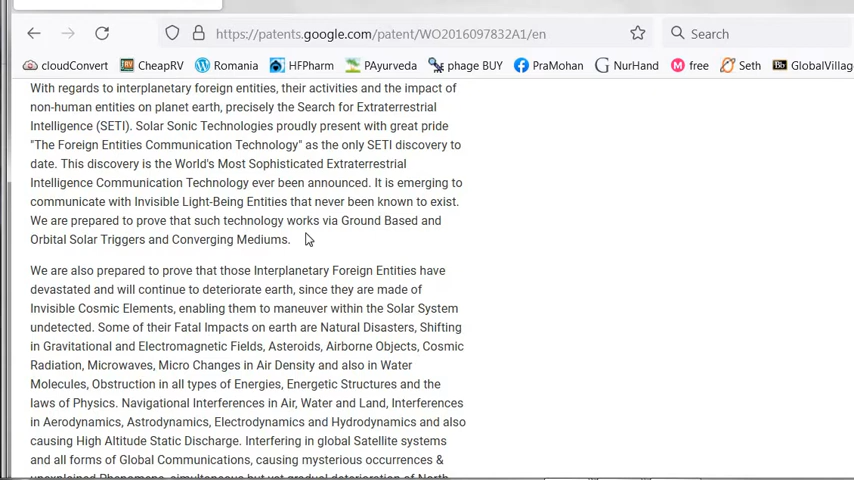 https://patents.google.com/patent/WO2016097832A1/en
Search
cloudConvert CheapRV Romania HFPharm PAyurveda phage BUY PraMohan NurHand free Seth GlobalVillag
With regards to interplanetary foreign entities, their activities and the impact of
non-human entities on planet earth, precisely the Search for Extraterrestrial
Intelligence (SETI). Solar Sonic Technologies proudly present with great pride
"The Foreign Entities Communication Technology" as the only SETI discovery to
date. This discovery is the World's Most Sophisticated Extraterrestrial
Intelligence Communication Technology ever been announced. It is emerging to
communicate with Invisible Light-Being Entities that never been known to exist.
We are prepared to prove that such technology works via Ground Based and
Orbital Solar Triggers and Converging Mediums.
We are also prepared to prove that those Interplanetary Foreign Entities have
devastated and will continue to deteriorate earth, since they are made of
Invisible Cosmic Elements, enabling them to maneuver within the Solar System
undetected. Some of their Fatal Impacts on earth are Natural Disasters, Shifting
in Gravitational and Electromagnetic Fields, Asteroids, Airborne Objects, Cosmic
Radiation, Microwaves, Micro Changes in Air Density and also in Water
Molecules, Obstruction in all types of Energies, Energetic Structures and the
laws of Physics. Navigational Interferences in Air, Water and Land, Interferences
in Aerodynamics, Astrodynamics, Electrodynamics and Hydrodynamics and also
causing High Altitude Static Discharge. Interfering in global Satellite systems
and all forms of Global Communications, causing mysterious occurrences &
unexplained Phenomena, simultaneous but yet gradual deterioration of North